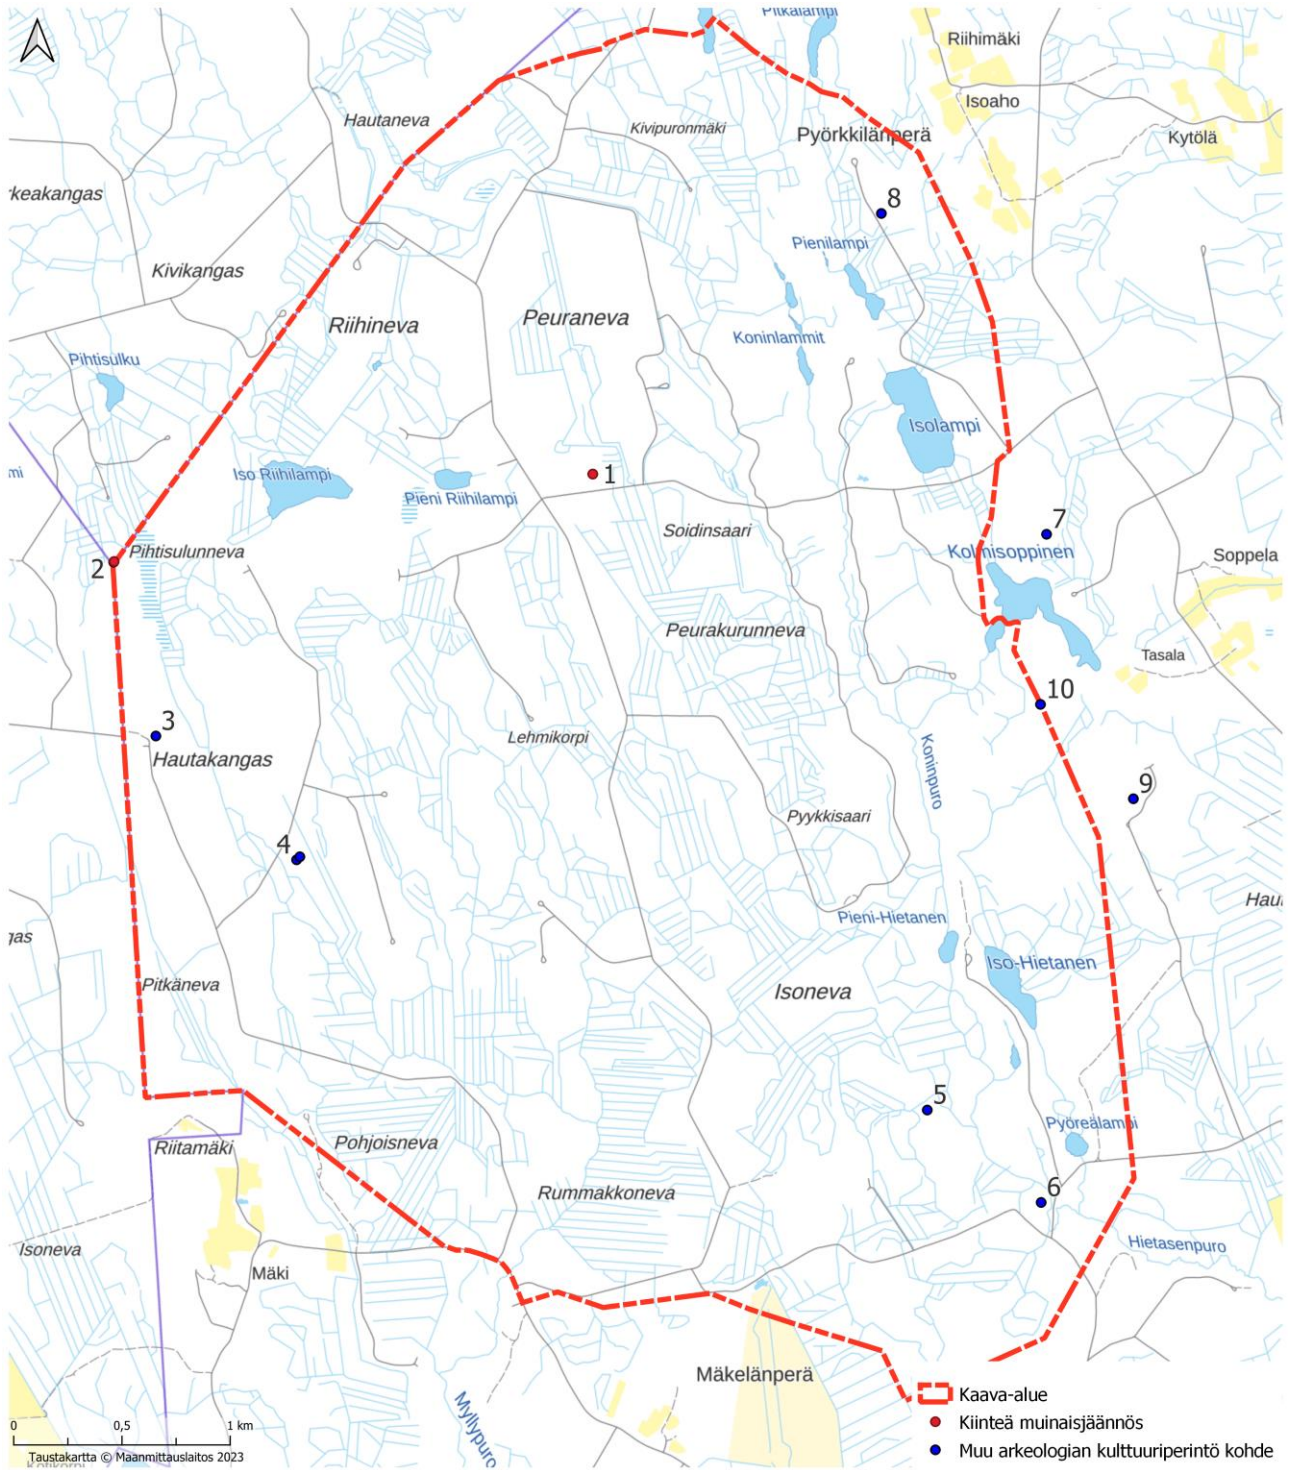 Pitkälampi
Riihimäki
Isoaho
Hautaneva
Kivipuronmäki
Pyörkkilänperä
Kytölä
rkeakangas
8
Pienilampi
Kivikangas
Peuraneva
Riihineva
Koninlammit
Pihtisulku
Isolampi
Iso Riihilampi
1
mi
Pieni Riihilampi
7
Soidinsaari
Pihtisulunneva
Kolmisoppinen
Soppela
2
Peurakurunneva
Tasala
10
3
Lehmikorpi
Hautakangas
Koninpuro
9
Pyykkisaari
4
Hau
Pieni-Hietanen
gas
Iso-Hietanen
Pitkäneva
Isoneva
5
Pyöreälampi
Pohjoisneva
Riitamäki
6
Rummakkoneva
Hietasenpuro
Isoneva
Mäki
Mäkelänperä
Myllypuro
Kaava-alue
Kiinteä muinaisjäännös
Muu arkeologian kulttuuriperintö kohde
0 0,5 1 km
Taustakartta © Maanmittauslaitos 2023